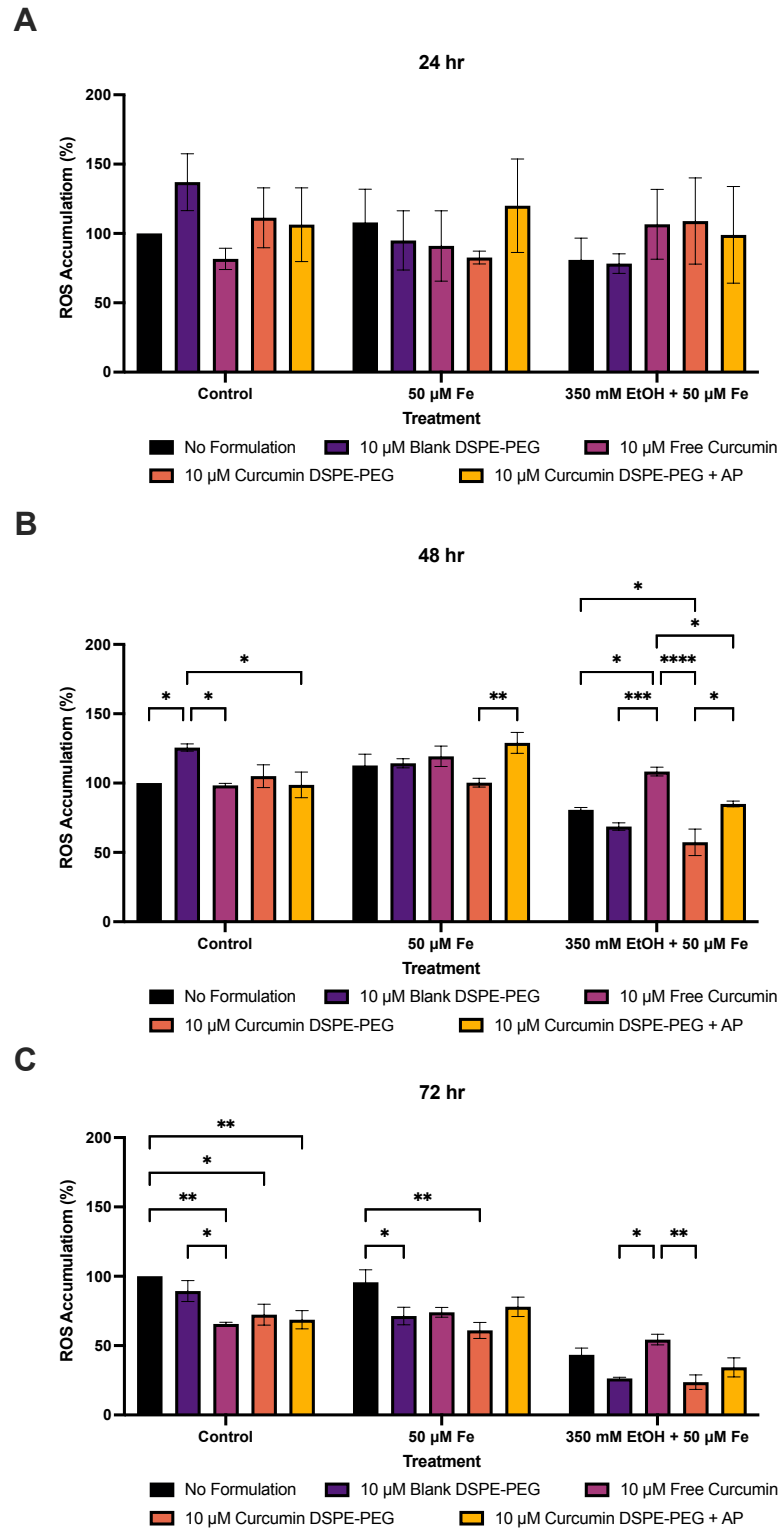 A
24 hr
ROS Accumulatiom (%)
200
150
100
50
0
Control 50 µM Fe 350 mM EtOH + 50 µM Fe
Treatment
No Formulation 10 µM Blank DSPE-PEG 10 µM Free Curcumin
10 µM Curcumin DSPE-PEG 10 µM Curcumin DSPE-PEG + AP
B
48 hr
ROS Accumulatiom (%)
*
*
* * ****
* * ** *** *
200
150
100
50
0
Control 50 µM Fe 350 mM EtOH + 50 µM Fe
Treatment
No Formulation 10 µM Blank DSPE-PEG 10 µM Free Curcumin
10 µM Curcumin DSPE-PEG 10 µM Curcumin DSPE-PEG + AP
C
72 hr
ROS Accumulatiom (%)
**
*
** **
* * * **
200
150
100
50
0
Control 50 µM Fe 350 mM EtOH + 50 µM Fe
Treatment
No Formulation 10 µM Blank DSPE-PEG 10 µM Free Curcumin
10 µM Curcumin DSPE-PEG 10 µM Curcumin DSPE-PEG + AP